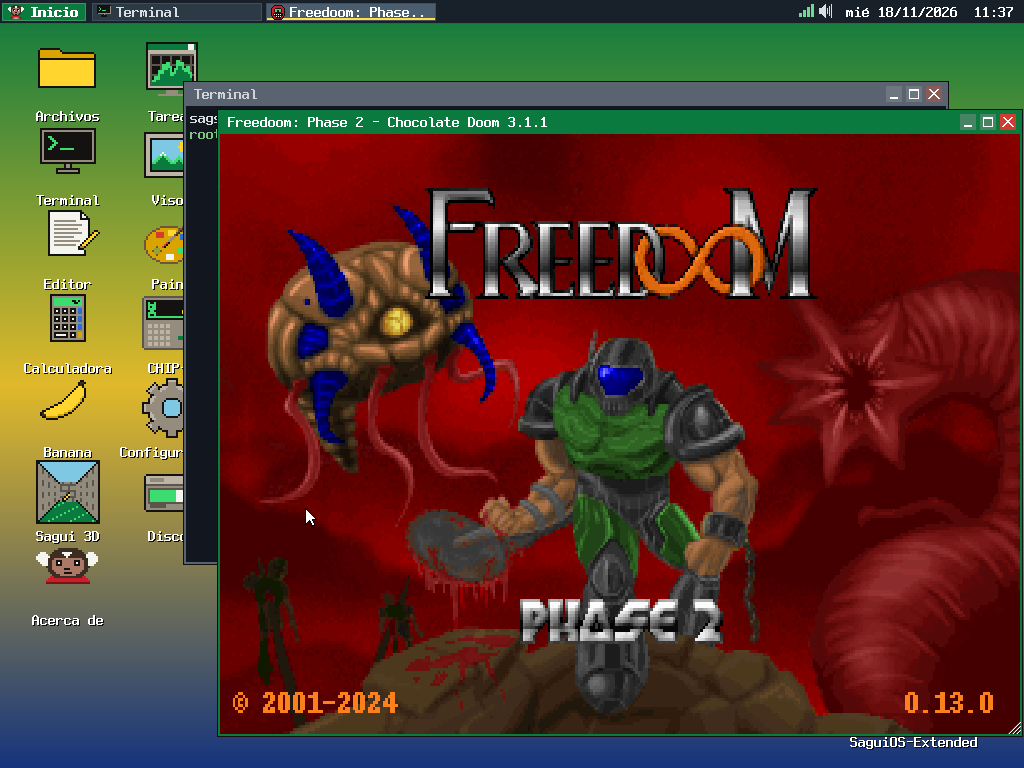 Inicio
Terminal
Freedoom: Phase..
mié 18/11/2026 11:37
Archivos
Terminal
Editor
Calculadora
Banana
Sagui 3D
Acerca de
Terminal
Freedoom: Phase 2 - Chocolate Doom 3.1.1
FREEDOOM
PHASE 2
© 2001-2024
0.13.0
SaguiOS-Extended